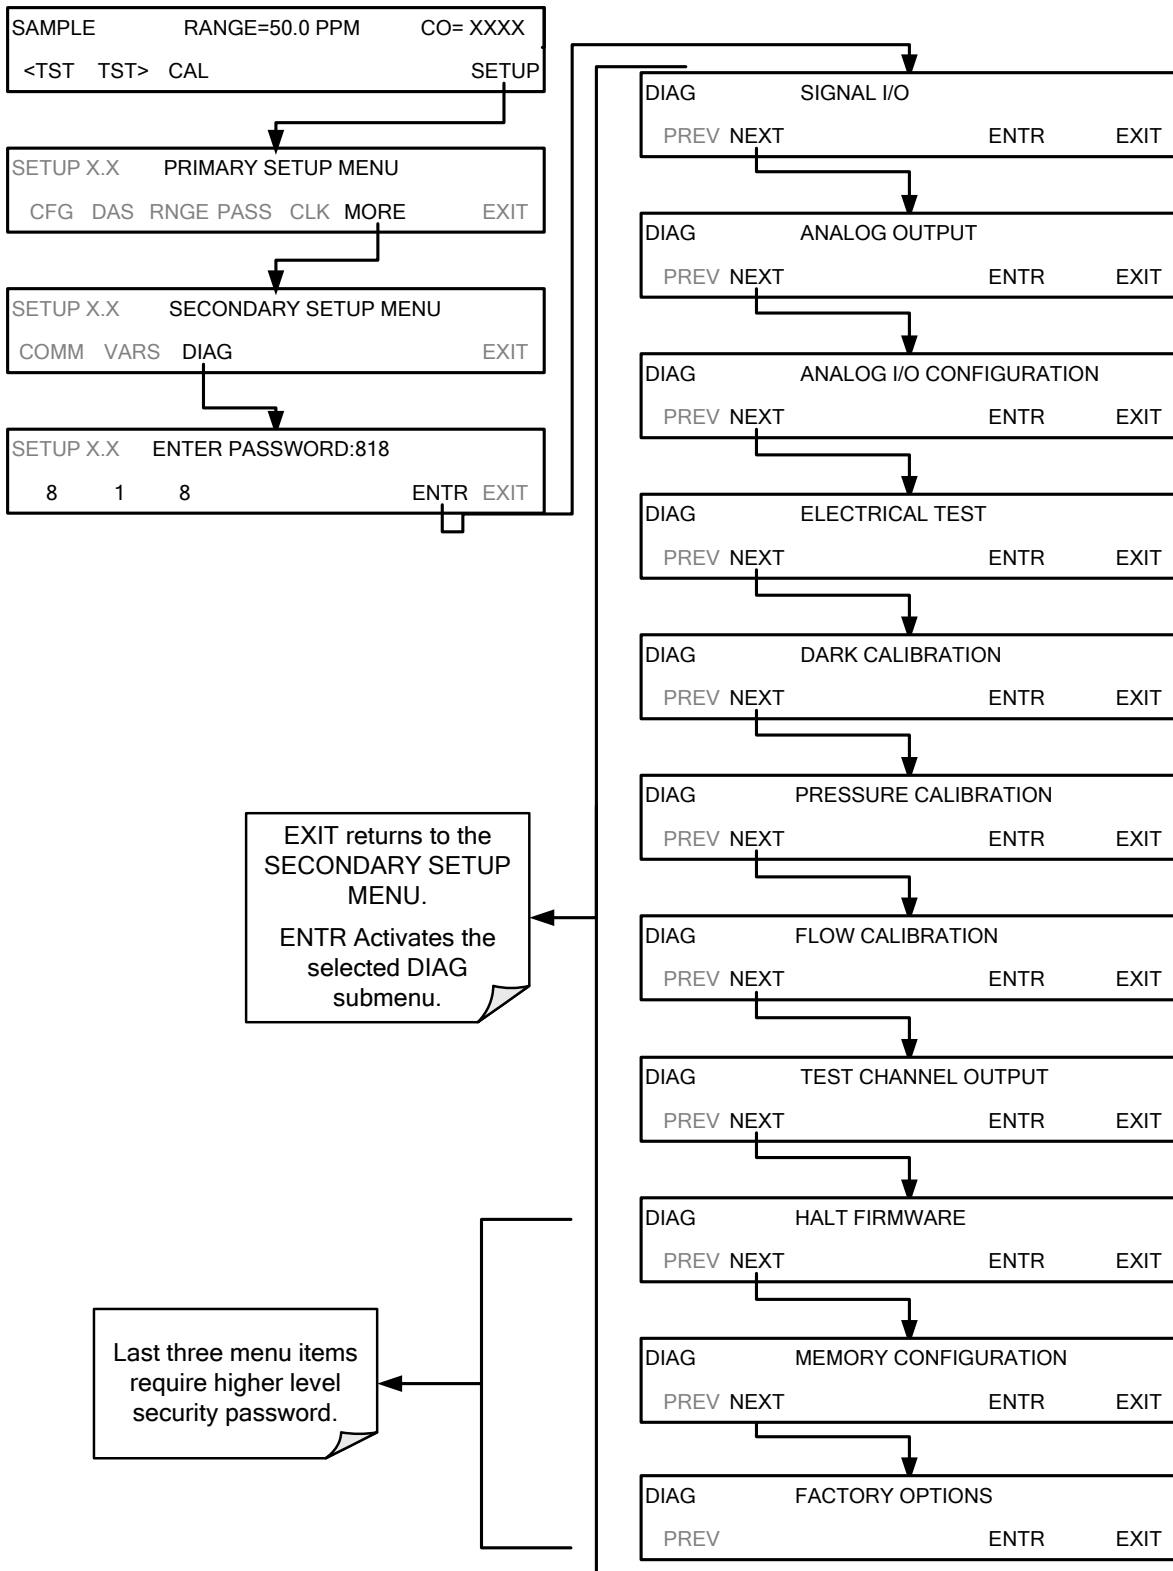 SAMPLE RANGE=50.0 PPM CO= XXXX
<TST TST> CAL SETUP
SETUP X.X PRIMARY SETUP MENU
CFG DAS RNGE PASS CLK MORE EXIT
SETUP X.X SECONDARY SETUP MENU
COMM VARS DIAG EXIT
SETUP X.X ENTER PASSWORD:818
8 1 8 ENTR EXIT
DIAG SIGNAL I/O
PREV NEXT ENTR EXIT
DIAG ANALOG OUTPUT
PREV NEXT ENTR EXIT
DIAG ANALOG I/O CONFIGURATION
PREV NEXT ENTR EXIT
DIAG ELECTRICAL TEST
PREV NEXT ENTR EXIT
DIAG DARK CALIBRATION
PREV NEXT ENTR EXIT
DIAG PRESSURE CALIBRATION
PREV NEXT ENTR EXIT
DIAG FLOW CALIBRATION
PREV NEXT ENTR EXIT
DIAG TEST CHANNEL OUTPUT
PREV NEXT ENTR EXIT
DIAG HALT FIRMWARE
PREV NEXT ENTR EXIT
DIAG MEMORY CONFIGURATION
PREV NEXT ENTR EXIT
DIAG FACTORY OPTIONS
PREV ENTR EXIT
EXIT returns to the
SECONDARY SETUP
MENU.
ENTR Activates the
selected DIAG
submenu.
Last three menu items
require higher level
security password.